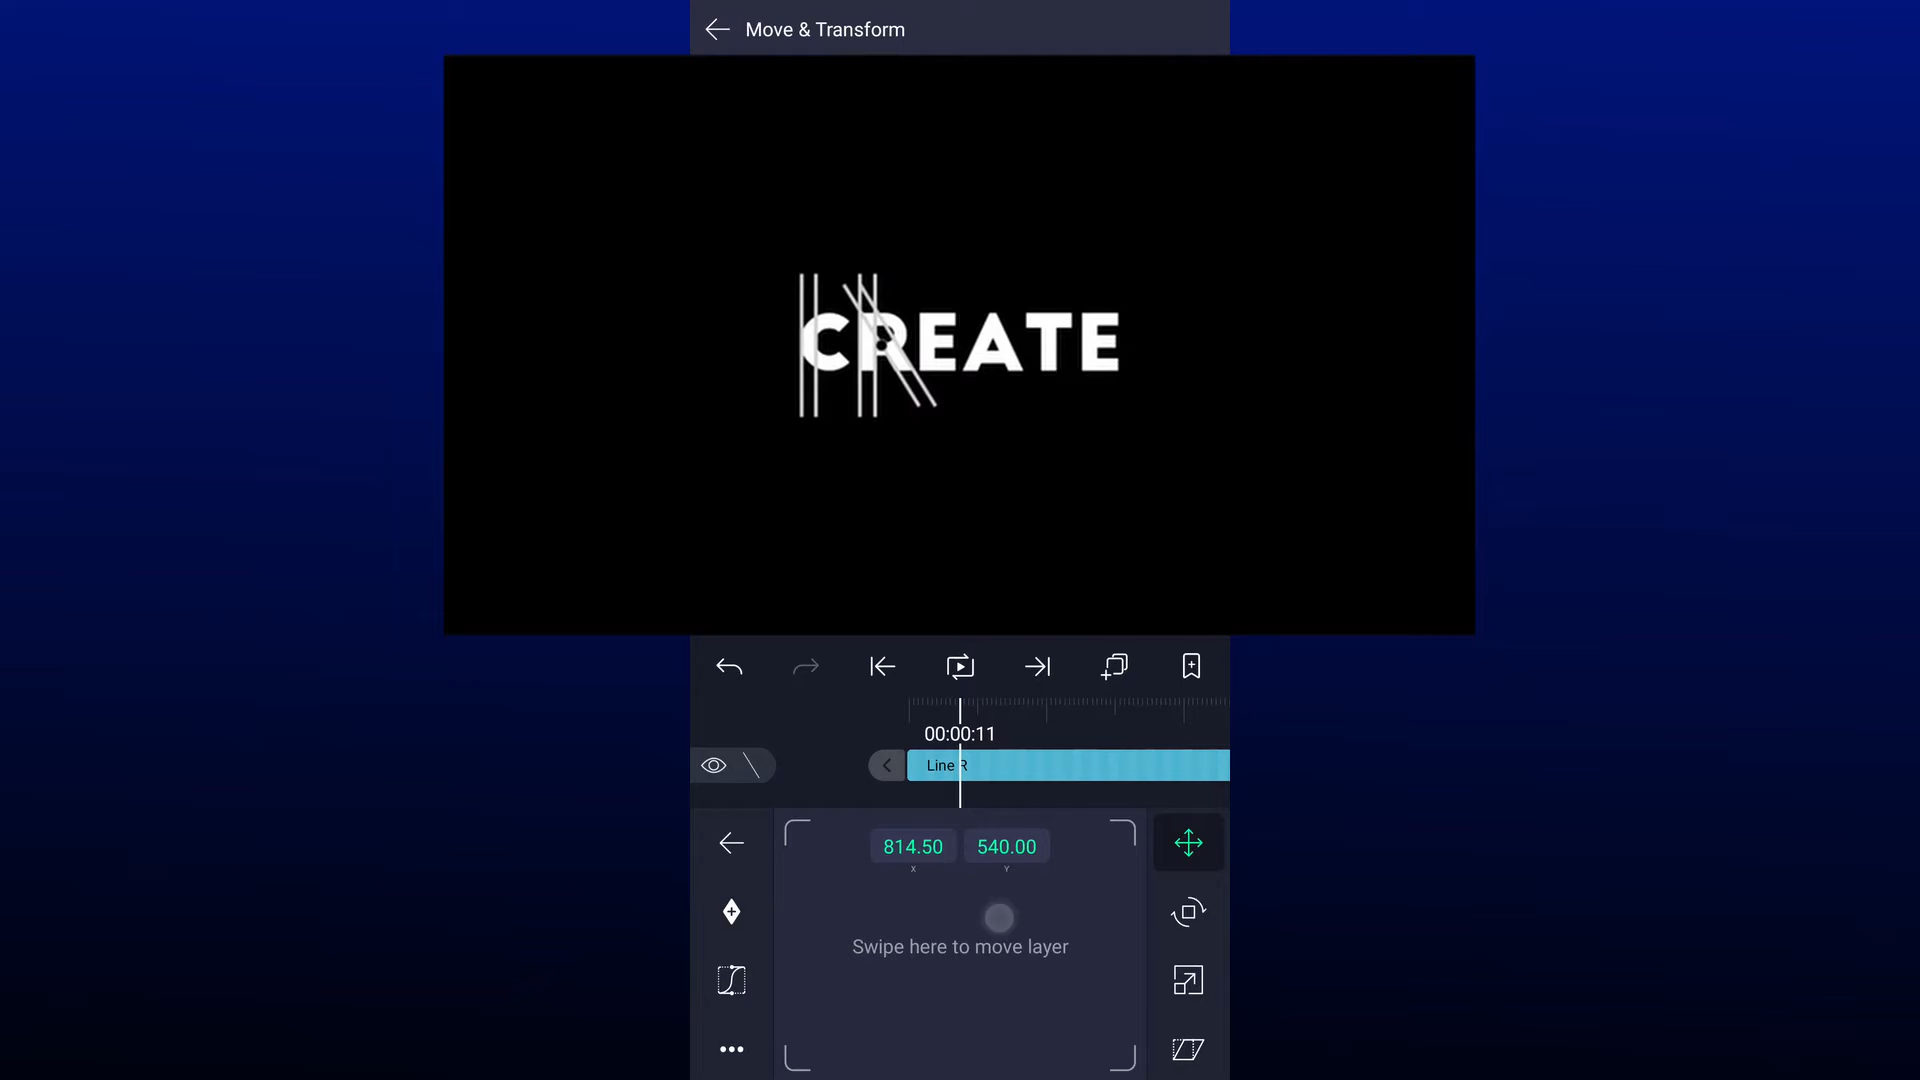 Move & Transform
CREATE
00:00:11
Line R
814.50 540.00
X Y
Swipe here to move layer